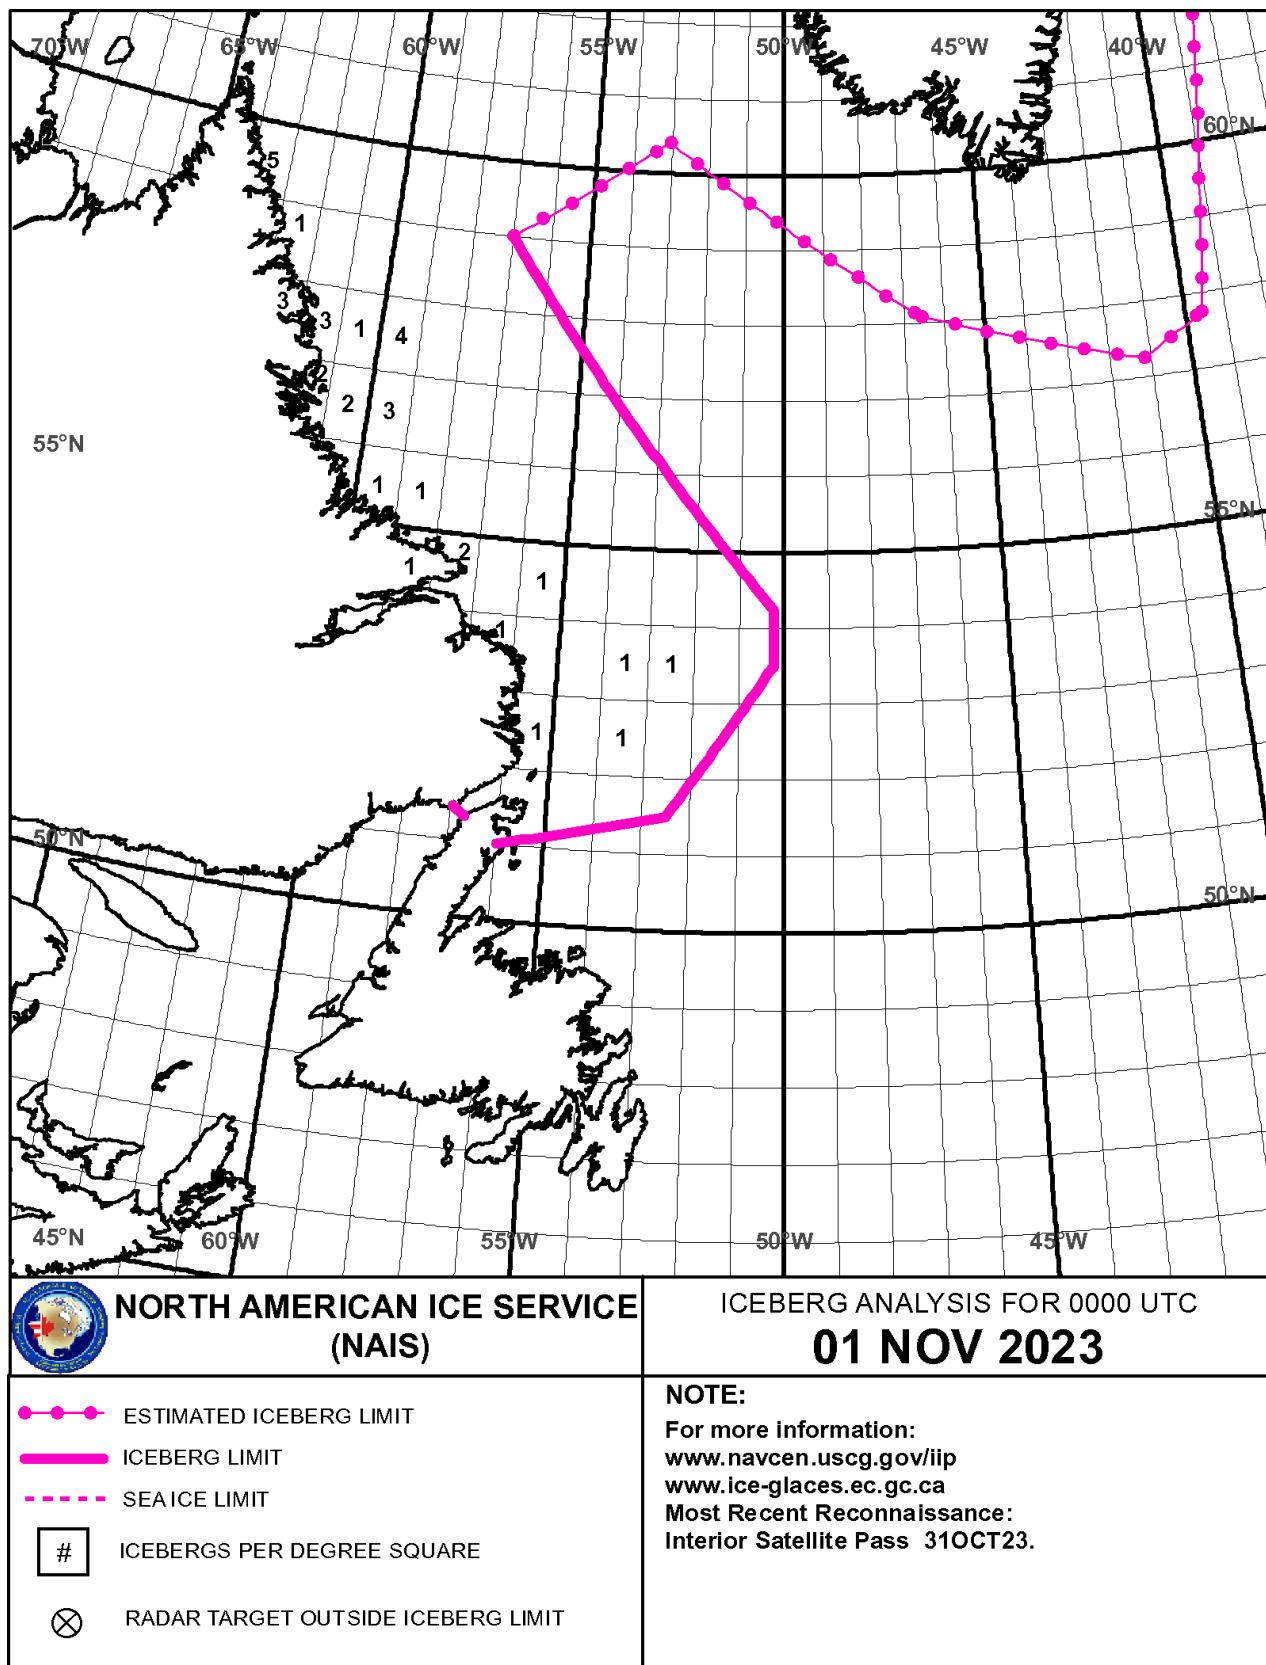 70°W 65°W 60°W 55°W 50°W 45°W 40°W
60°N
5
1
3
3 1 4
2
2 3
55°N
1 1
55°N
1 2
1 1
1
1 1
1 1
50°N
50°N
45°N 60°W 55°W 50°W 45°W
NORTH AMERICAN ICE SERVICE
(NAIS)
ICEBERG ANALYSIS FOR 0000 UTC
01 NOV 2023
ESTIMATED ICEBERG LIMIT
ICEBERG LIMIT
SEA ICE LIMIT
# ICEBERGS PER DEGREE SQUARE
RADAR TARGET OUTSIDE ICEBERG LIMIT
NOTE:
For more information:
www.navcen.uscg.gov/iip
www.ice-glaces.ec.gc.ca
Most Recent Reconnaissance:
Interior Satellite Pass 31OCT23.